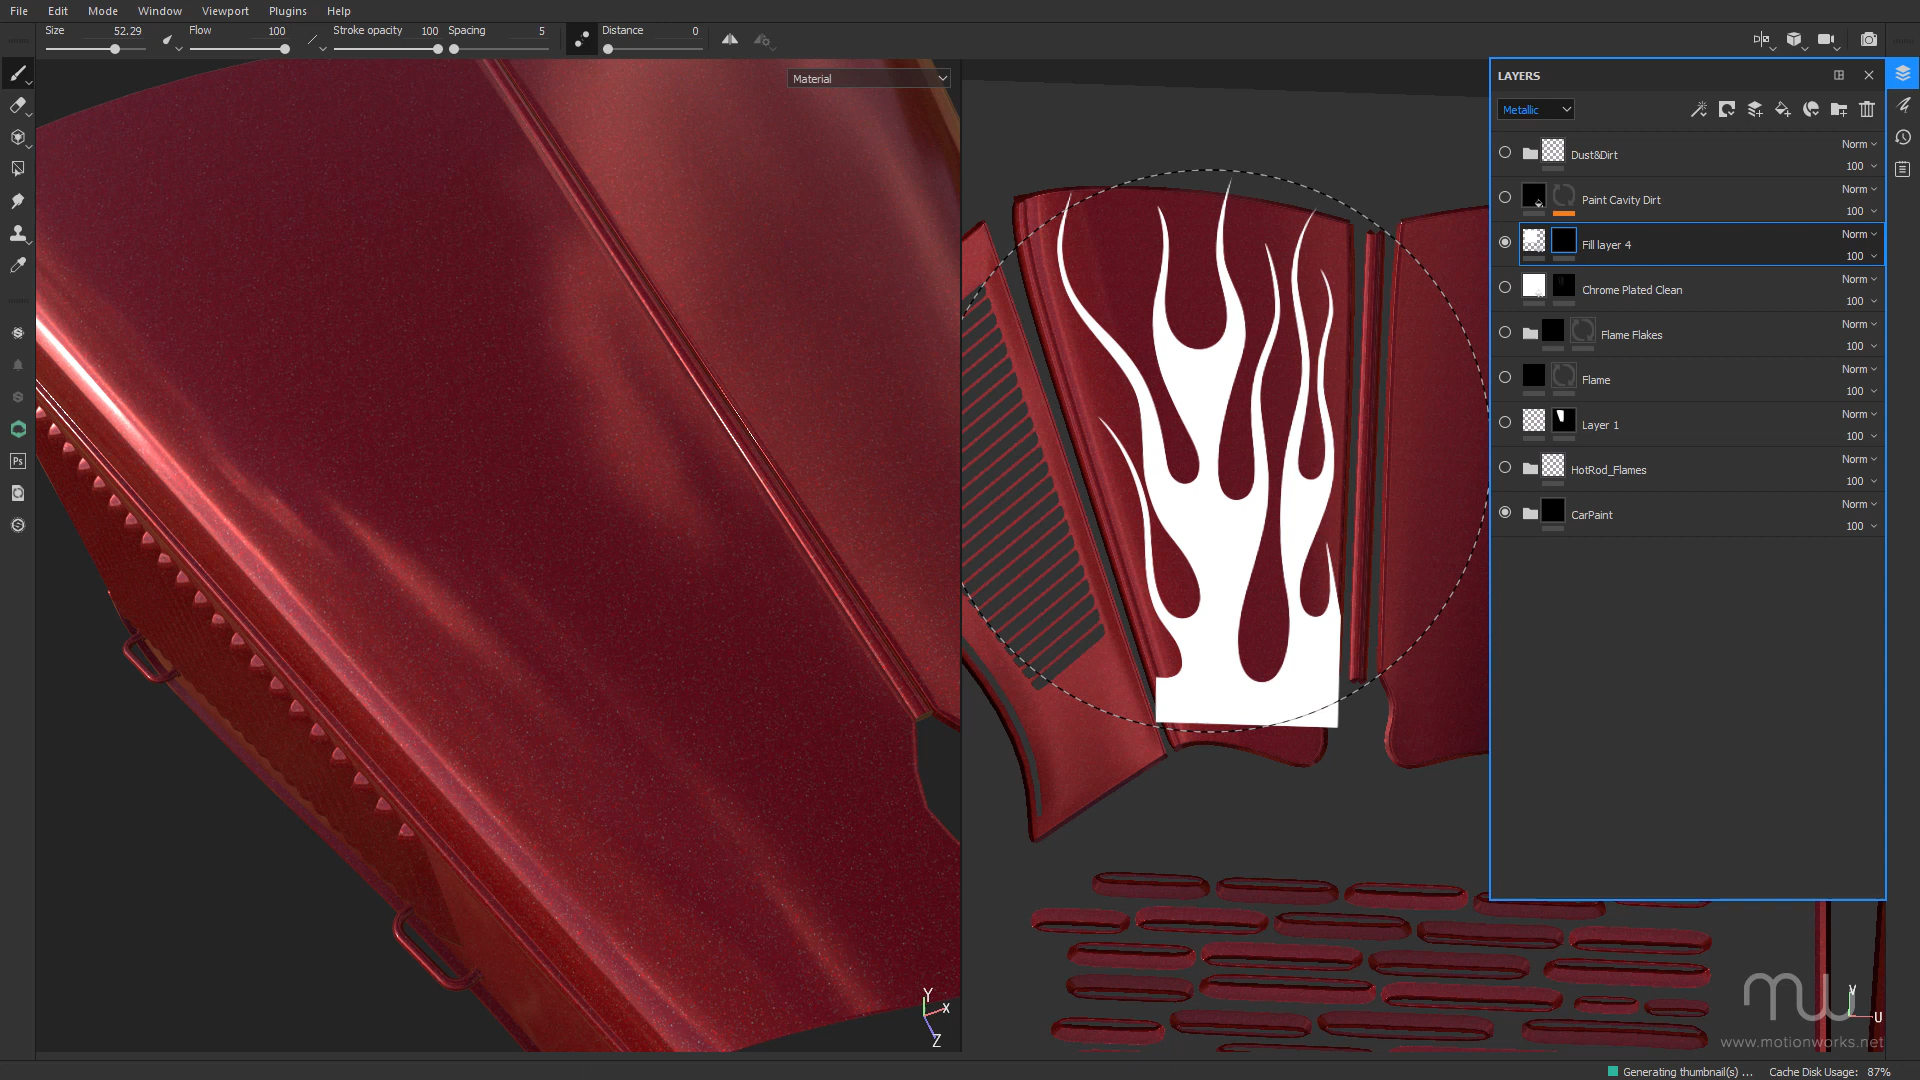 File Edit Mode Window Viewport Plugins Help
Size 52.29 Flow 100 Stroke opacity 100 Spacing 5 Distance 0
Material
LAYERS
Metallic
Dust&Dirt Norm 100
Paint Cavity Dirt Norm 100
Fill layer 4 Norm 100
Chrome Plated Clean Norm 100
Flame Flakes Norm 100
Flame Norm 100
Layer 1 Norm 100
HotRod_Flames Norm 100
CarPaint Norm 100
Ps
Y
X
Z
mw
V
U
www.motionworks.net
Generating thumbnail(s) ... Cache Disk Usage: 87%